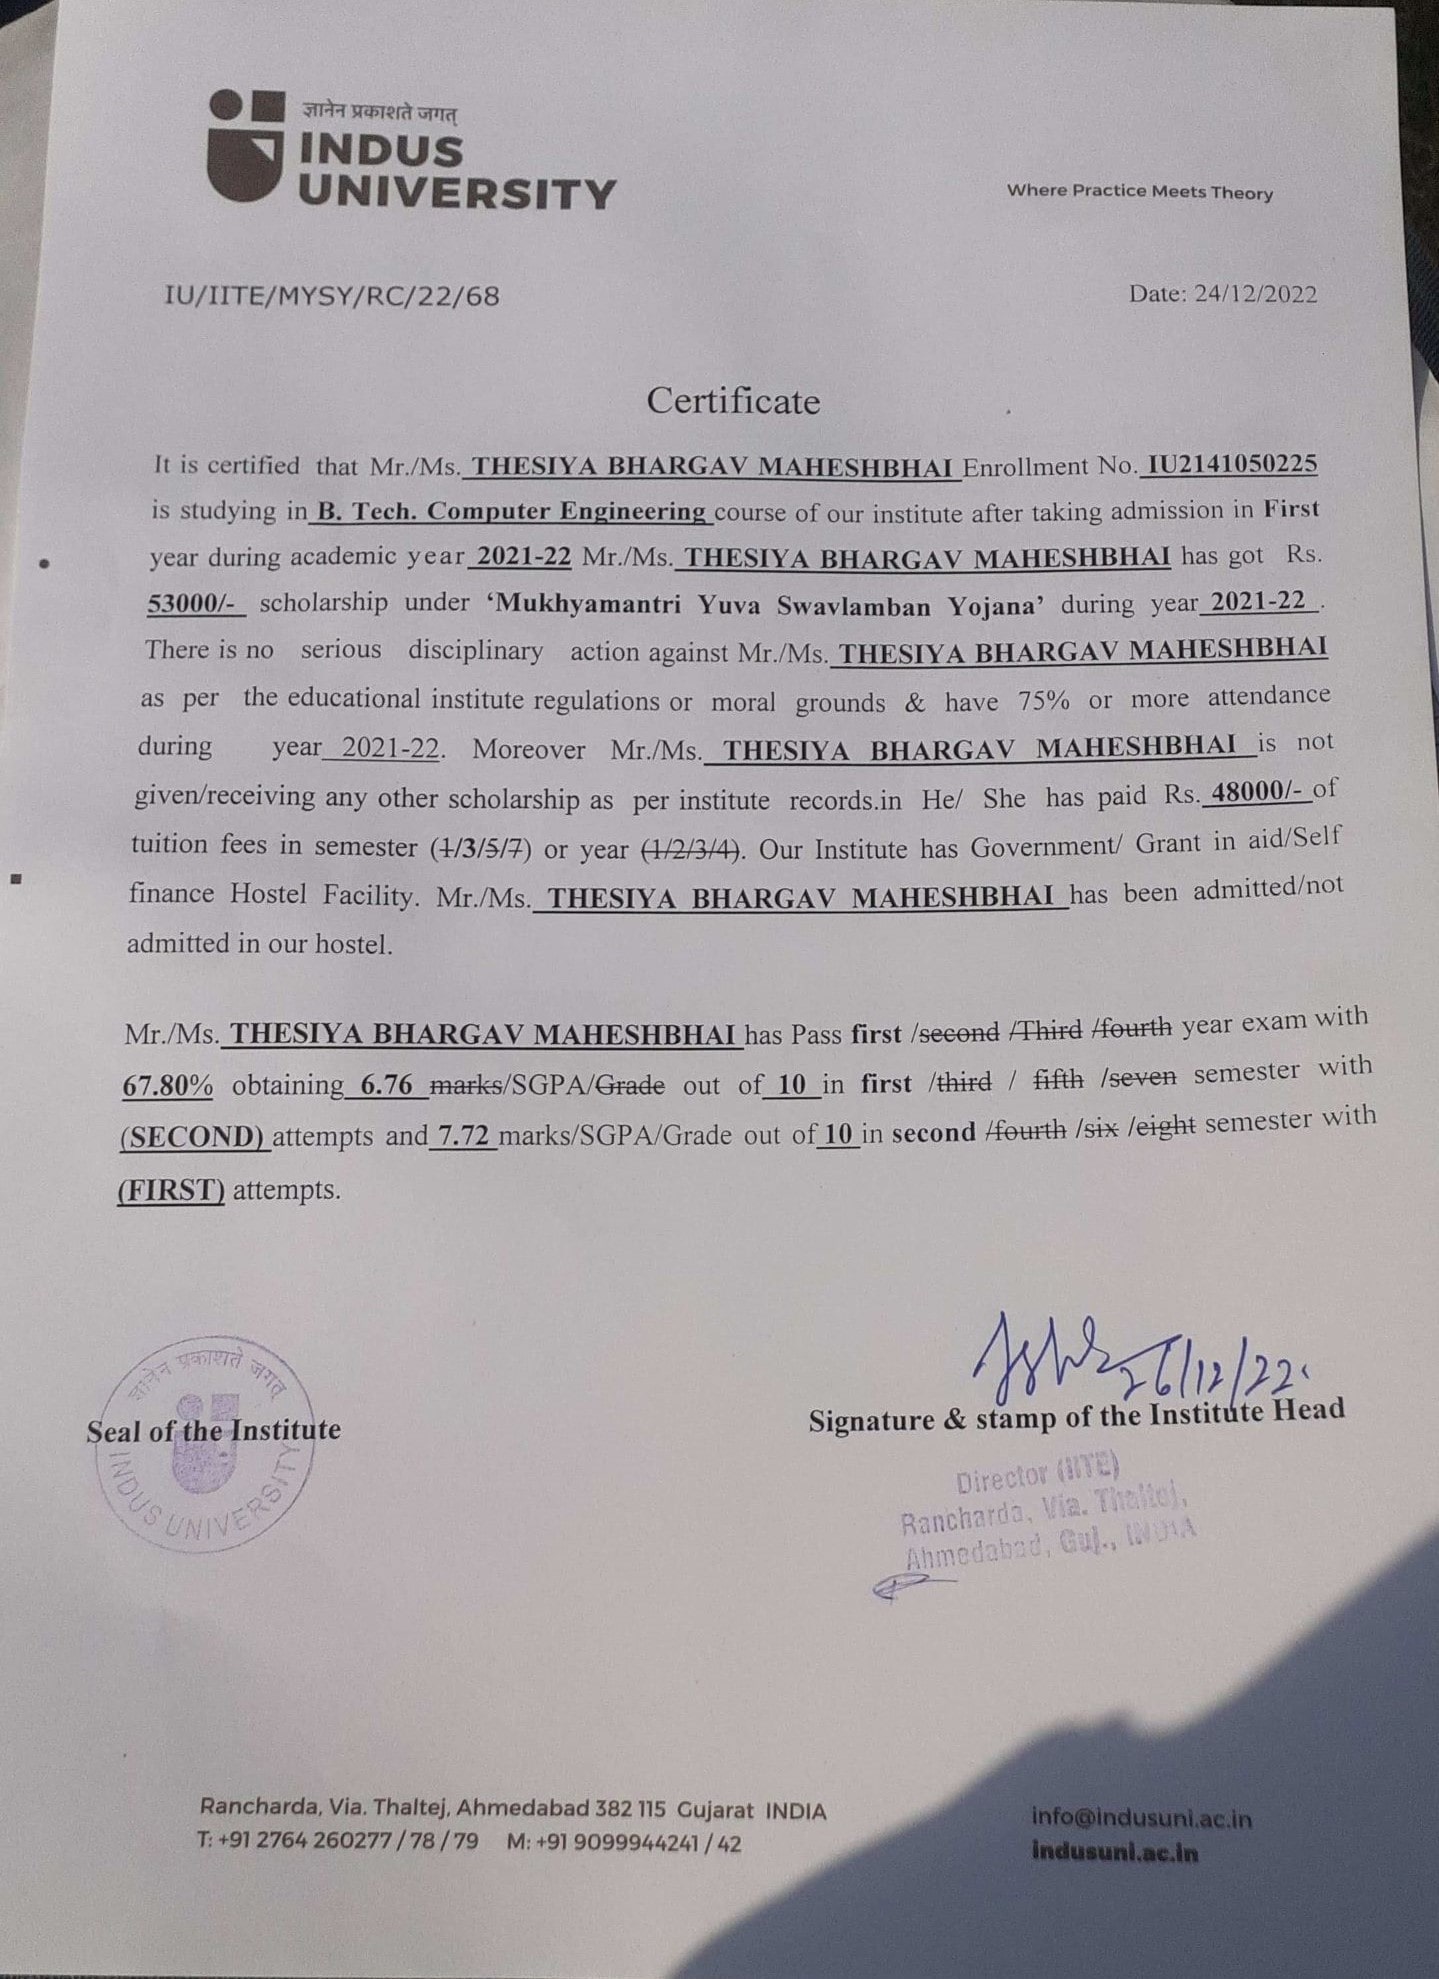 ज्ञानेन प्रकाशते जगत्
INDUS
UNIVERSITY
Where Practice Meets Theory
IU/IITE/MYSY/RC/22/68
Date: 24/12/2022
Certificate
It is certified that Mr./Ms. THESIYA BHARGAV MAHESHBHAI Enrollment No. IU2141050225
is studying in B. Tech. Computer Engineering course of our institute after taking admission in First
year during academic year 2021-22 Mr./Ms. THESIYA BHARGAV MAHESHBHAI has got Rs.
53000/- scholarship under ‘Mukhyamantri Yuva Swavlamban Yojana’ during year 2021-22 .
There is no serious disciplinary action against Mr./Ms. THESIYA BHARGAV MAHESHBHAI
as per the educational institute regulations or moral grounds & have 75% or more attendance
during year 2021-22. Moreover Mr./Ms. THESIYA BHARGAV MAHESHBHAI is not
given/receiving any other scholarship as per institute records.in He/ She has paid Rs. 48000/- of
tuition fees in semester (1/3/5/7) or year (1/2/3/4). Our Institute has Government/ Grant in aid/Self
finance Hostel Facility. Mr./Ms. THESIYA BHARGAV MAHESHBHAI has been admitted/not
admitted in our hostel.
Mr./Ms. THESIYA BHARGAV MAHESHBHAI has Pass first /second /Third /fourth year exam with
67.80% obtaining 6.76 marks/SGPA/Grade out of 10 in first /third / fifth /seven semester with
(SECOND) attempts and 7.72 marks/SGPA/Grade out of 10 in second /fourth /six /eight semester with
(FIRST) attempts.
ज्ञानेन प्रकाशते जगत्
INDUS UNIVERSITY
Seal of the Institute
26/12/22
Signature & stamp of the Institute Head
Director (IITE)
Rancharda, Via. Thaltej,
Ahmedabad, Guj., INDIA
Rancharda, Via. Thaltej, Ahmedabad 382 115 Gujarat INDIA
T: +91 2764 260277 / 78 / 79 M: +91 9099944241 / 42
info@indusuni.ac.in
indusuni.ac.in